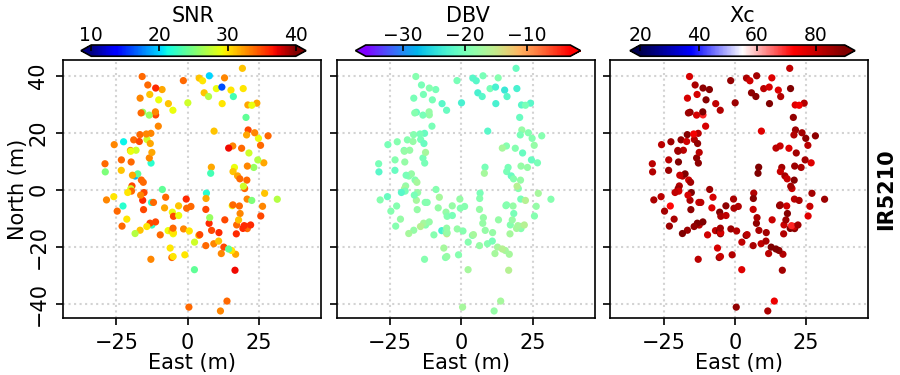 SNR DBV Xc
10 20 30 40 −30 −20 −10 20 40 60 80
40
20
0
−20
−40
North (m)
IR5210
−25 0 25 −25 0 25 −25 0 25
East (m) East (m) East (m)